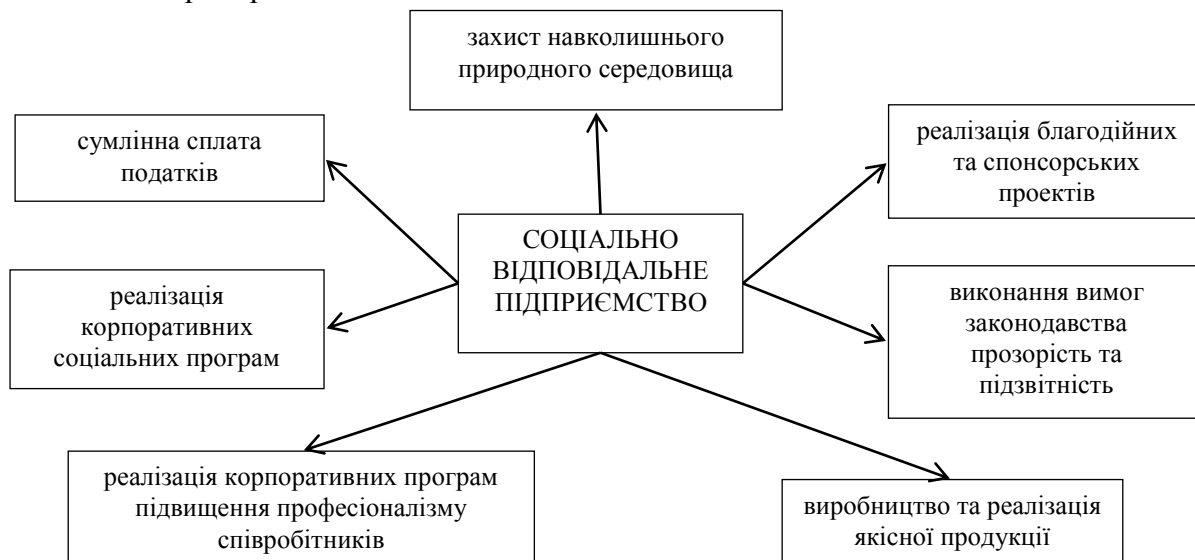 захист навколишнього
природного середовища
сумлінна сплата
податків
реалізація благодійних
та спонсорських
проектів
СОЦІАЛЬНО
ВІДПОВІДАЛЬНЕ
ПІДПРИЄМСТВО
реалізація
корпоративних
соціальних програм
виконання вимог
законодавства
прозорість та
підзвітність
реалізація корпоративних програм
підвищення професіоналізму
співробітників
виробництво та реалізація
якісної продукції